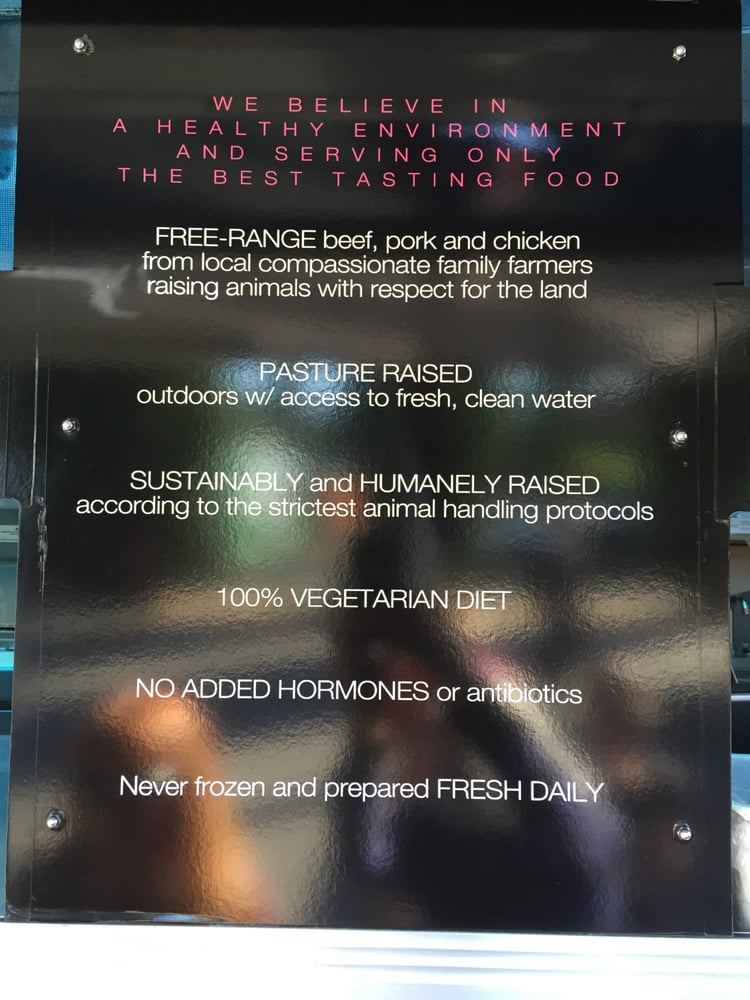 WE BELIEVE IN
A HEALTHY ENVIRONMENT
AND SERVING ONLY
THE BEST TASTING FOOD
FREE-RANGE beef, pork and chicken
from local compassionate family farmers
raising animals with respect for the land
PASTURE RAISED
outdoors w/ access to fresh, clean water
SUSTAINABLY and HUMANELY RAISED
according to the strictest animal handling protocols
100% VEGETARIAN DIET
NO ADDED HORMONES or antibiotics
Never frozen and prepared FRESH DAILY